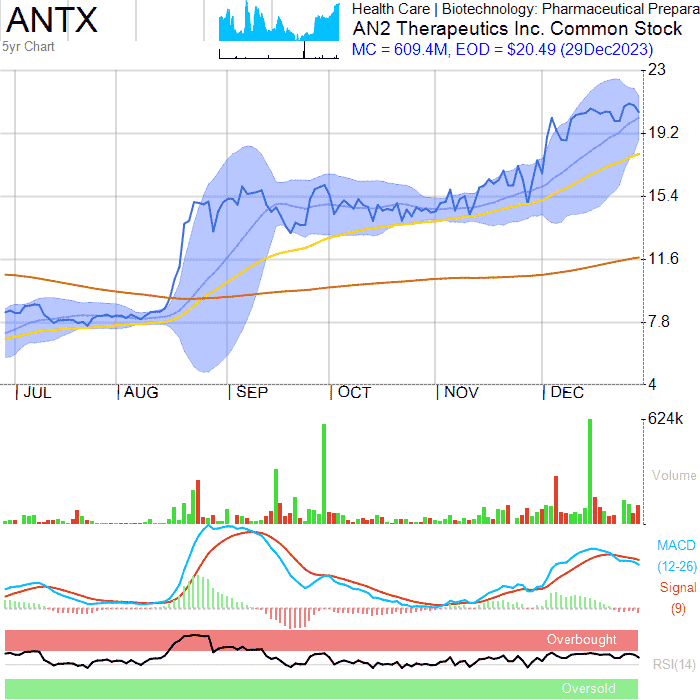 ANTX
5yr Chart
Health Care | Biotechnology: Pharmaceutical Prepara
AN2 Therapeutics Inc. Common Stock
MC = 609.4M, EOD = $20.49 (29Dec2023)
23
19.2
15.4
11.6
7.8
4
JUL AUG SEP OCT NOV DEC
624k
Volume
MACD
(12-26)
Signal
(9)
Overbought
RSI(14)
Oversold